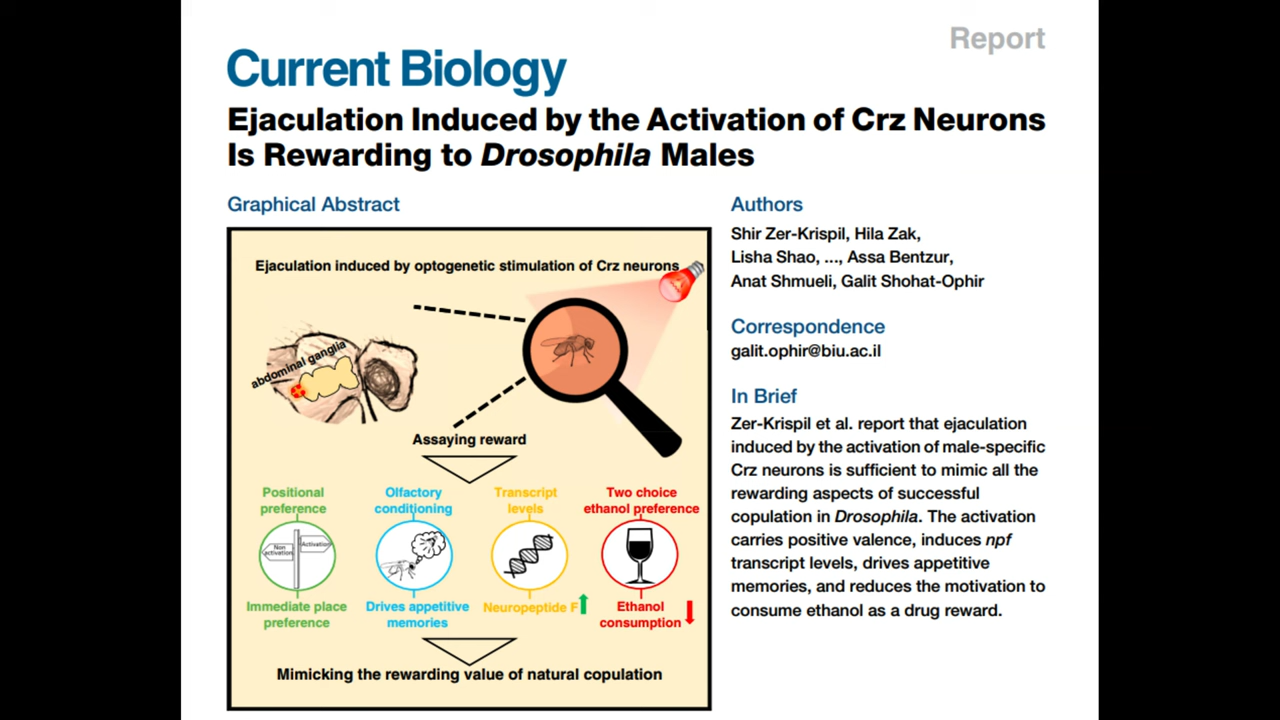 Report
Current Biology
Ejaculation Induced by the Activation of Crz Neurons
Is Rewarding to Drosophila Males
Graphical Abstract
Ejaculation induced by optogenetic stimulation of Crz neurons
abdominal ganglia
Assaying reward
Positional
preference
Olfactory
conditioning
Transcript
levels
Two choice
ethanol preference
Non
activation
Activation
Immediate place
preference
Drives appetitive
memories
Neuropeptide F
Ethanol
consumption
Mimicking the rewarding value of natural copulation
Authors
Shir Zer-Krispil, Hila Zak,
Lisha Shao, ..., Assa Bentzur,
Anat Shmueli, Galit Shohat-Ophir
Correspondence
galit.ophir@biu.ac.il
In Brief
Zer-Krispil et al. report that ejaculation
induced by the activation of male-specific
Crz neurons is sufficient to mimic all the
rewarding aspects of successful
copulation in Drosophila. The activation
carries positive valence, induces npf
transcript levels, drives appetitive
memories, and reduces the motivation to
consume ethanol as a drug reward.